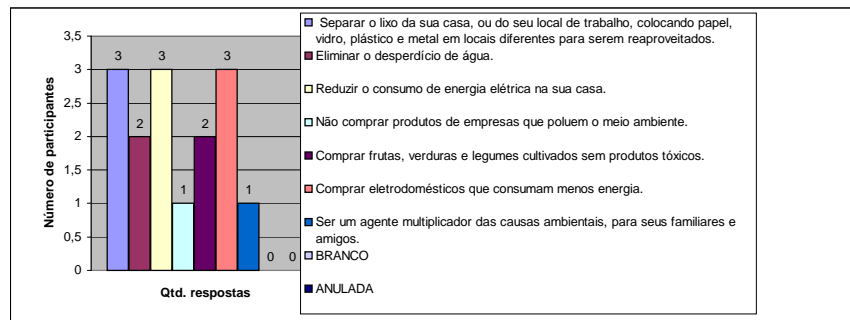 3,5
3
2,5
2
1,5
1
0,5
0
Número de participantes
3
2
3
1
2
3
1
0
0
Qtd. respostas
Separar o lixo da sua casa, ou do seu local de trabalho, colocando papel,
vidro, plástico e metal em locais diferentes para serem reaproveitados.
Eliminar o desperdício de água.
Reduzir o consumo de energia elétrica na sua casa.
Não comprar produtos de empresas que poluem o meio ambiente.
Comprar frutas, verduras e legumes cultivados sem produtos tóxicos.
Comprar eletrodomésticos que consumam menos energia.
Ser um agente multiplicador das causas ambientais, para seus familiares e
amigos.
BRANCO
ANULADA